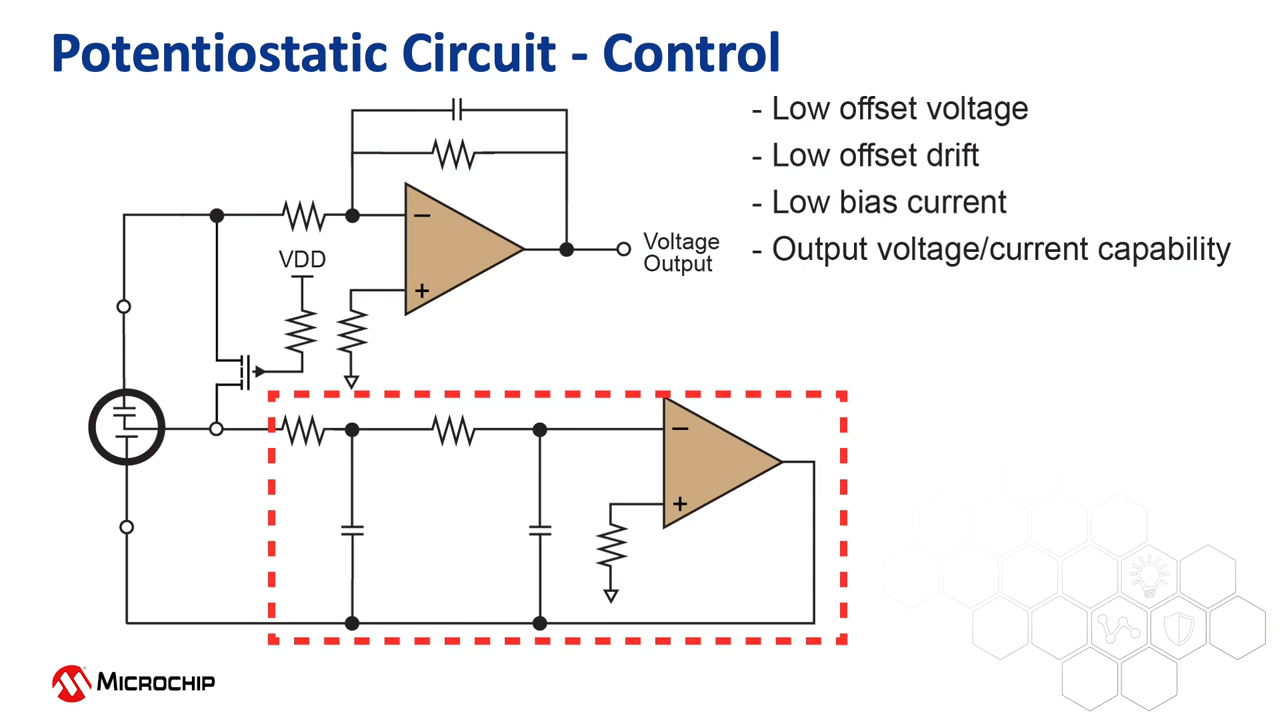 Potentiostatic Circuit - Control
- Low offset voltage
- Low offset drift
- Low bias current
- Output voltage/current capability
−
+
Voltage
Output
VDD
−
+
MICROCHIP